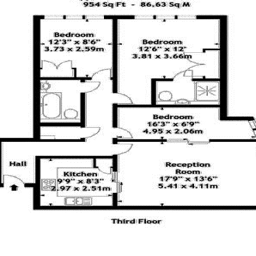 954 Sq Ft - 86.63 Sq M
Bedroom
12'3" x 8'6"
3.73 x 2.59m
Bedroom
12'6" x 12'
3.81 x 3.66m
Bedroom
16'3" x 6'9"
4.95 x 2.06m
Hall
Kitchen
9'9" x 8'3"
2.97 x 2.51m
Reception
Room
17'9" x 13'6"
5.41 x 4.11m
Third Floor